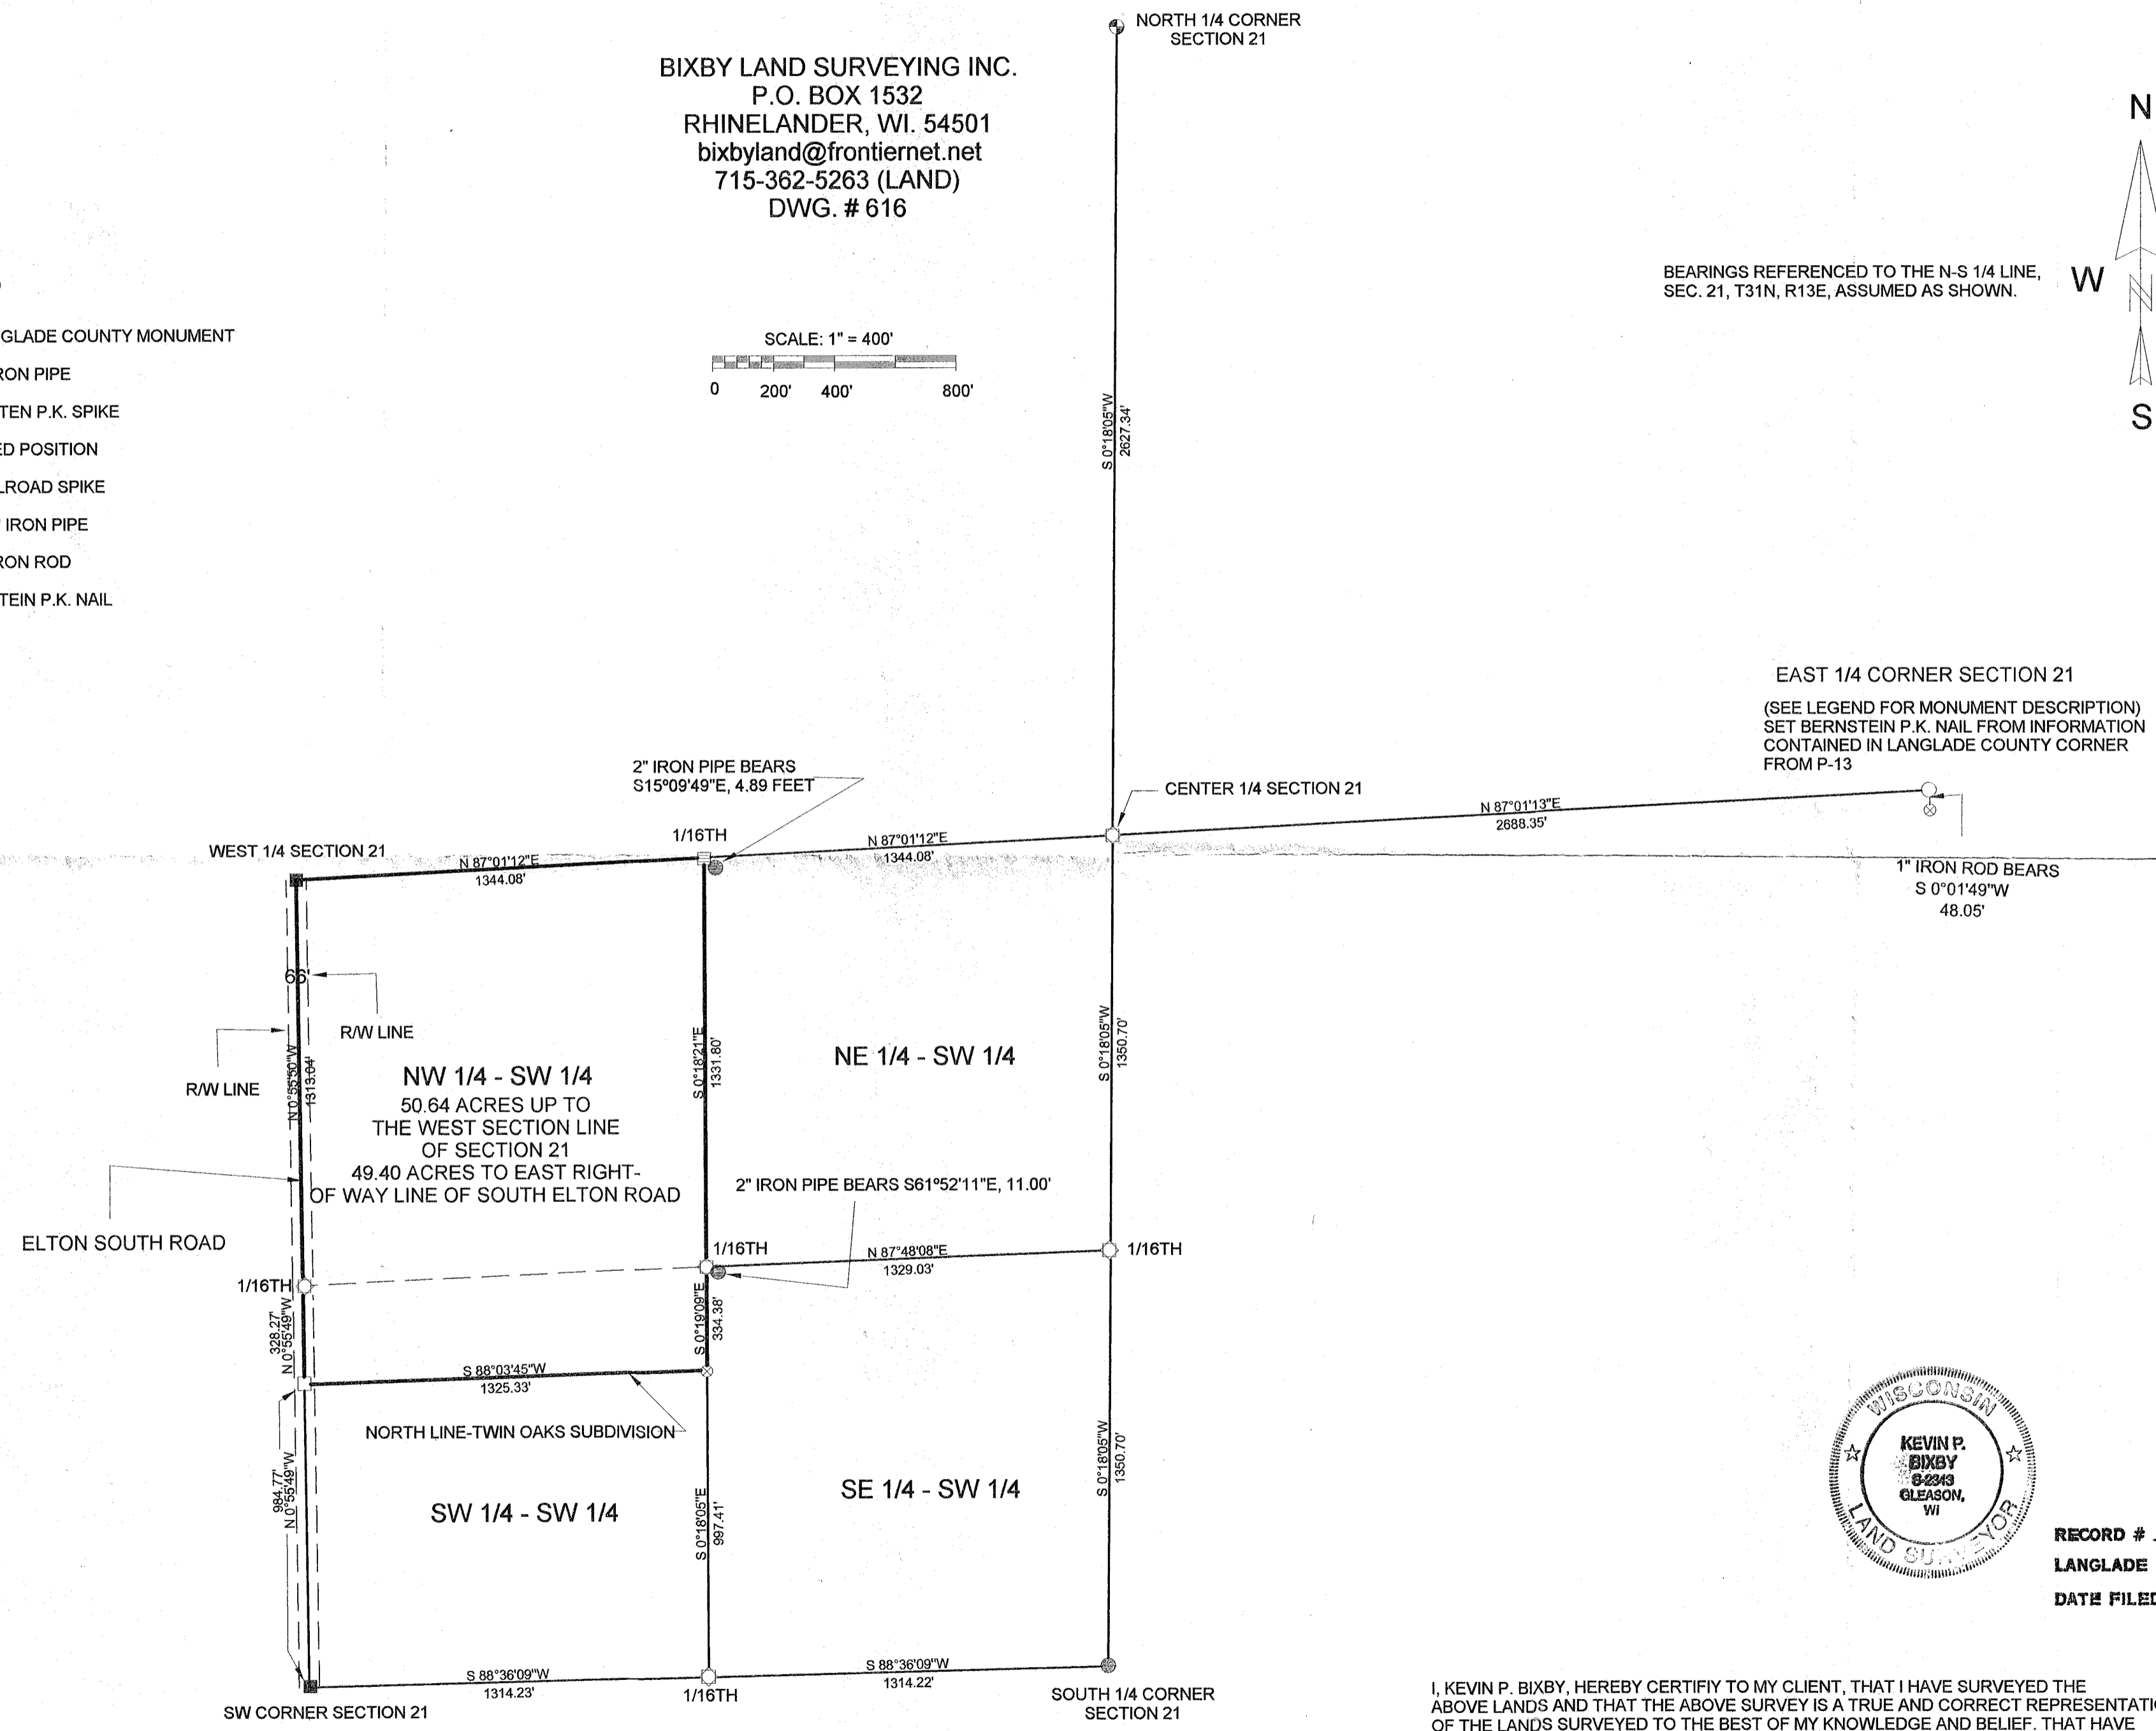 NORTH 1/4 CORNER
SECTION 21
BIXBY LAND SURVEYING INC.
P.O. BOX 1532
RHINELANDER, WI. 54501
bixbyland@frontiernet.net
715-362-5263 (LAND)
DWG. # 616
N
W
S
BEARINGS REFERENCED TO THE N-S 1/4 LINE,
SEC. 21, T31N, R13E, ASSUMED AS SHOWN.
SCALE: 1" = 400'
0 200' 400' 800'
GLADE COUNTY MONUMENT
RON PIPE
TEN P.K. SPIKE
ED POSITION
LROAD SPIKE
IRON PIPE
RON ROD
TEIN P.K. NAIL
S 0°18'05"W
2627.34'
EAST 1/4 CORNER SECTION 21
(SEE LEGEND FOR MONUMENT DESCRIPTION)
SET BERNSTEIN P.K. NAIL FROM INFORMATION
CONTAINED IN LANGLADE COUNTY CORNER
FROM P-13
2" IRON PIPE BEARS
S15°09'49"E, 4.89 FEET
CENTER 1/4 SECTION 21
N 87°01'13"E
2688.35'
1/16TH
N 87°01'12"E
1344.08'
WEST 1/4 SECTION 21
N 87°01'12"E
1344.08'
1" IRON ROD BEARS
S 0°01'49"W
48.05'
66'
R/W LINE
R/W LINE
N 0°55'50"W
1313.04'
NW 1/4 - SW 1/4
50.64 ACRES UP TO
THE WEST SECTION LINE
OF SECTION 21
49.40 ACRES TO EAST RIGHT-
OF WAY LINE OF SOUTH ELTON ROAD
S 0°18'21"E
1331.80'
NE 1/4 - SW 1/4
S 0°18'05"W
1350.70'
2" IRON PIPE BEARS S61°52'11"E, 11.00'
ELTON SOUTH ROAD
1/16TH
1/16TH
N 87°48'08"E
1329.03'
1/16TH
328.27'
N 0°55'49"W
S 0°19'09"E
334.38'
S 88°03'45"W
1325.33'
NORTH LINE-TWIN OAKS SUBDIVISION
984.77'
N 0°55'49"W
SW 1/4 - SW 1/4
S 0°18'05"E
997.41'
SE 1/4 - SW 1/4
S 0°18'05"W
1350.70'
WISCONSIN
KEVIN P.
BIXBY
S-2343
GLEASON,
WI
LAND SURVEYOR
RECORD #
LANGLADE
DATE FILED
S 88°36'09"W
1314.23'
S 88°36'09"W
1314.22'
SW CORNER SECTION 21
1/16TH
SOUTH 1/4 CORNER
SECTION 21
I, KEVIN P. BIXBY, HEREBY CERTIFIY TO MY CLIENT, THAT I HAVE SURVEYED THE
ABOVE LANDS AND THAT THE ABOVE SURVEY IS A TRUE AND CORRECT REPRESENTATIO
OF THE LANDS SURVEYED TO THE BEST OF MY KNOWLEDGE AND BELIEF. THAT HAVE